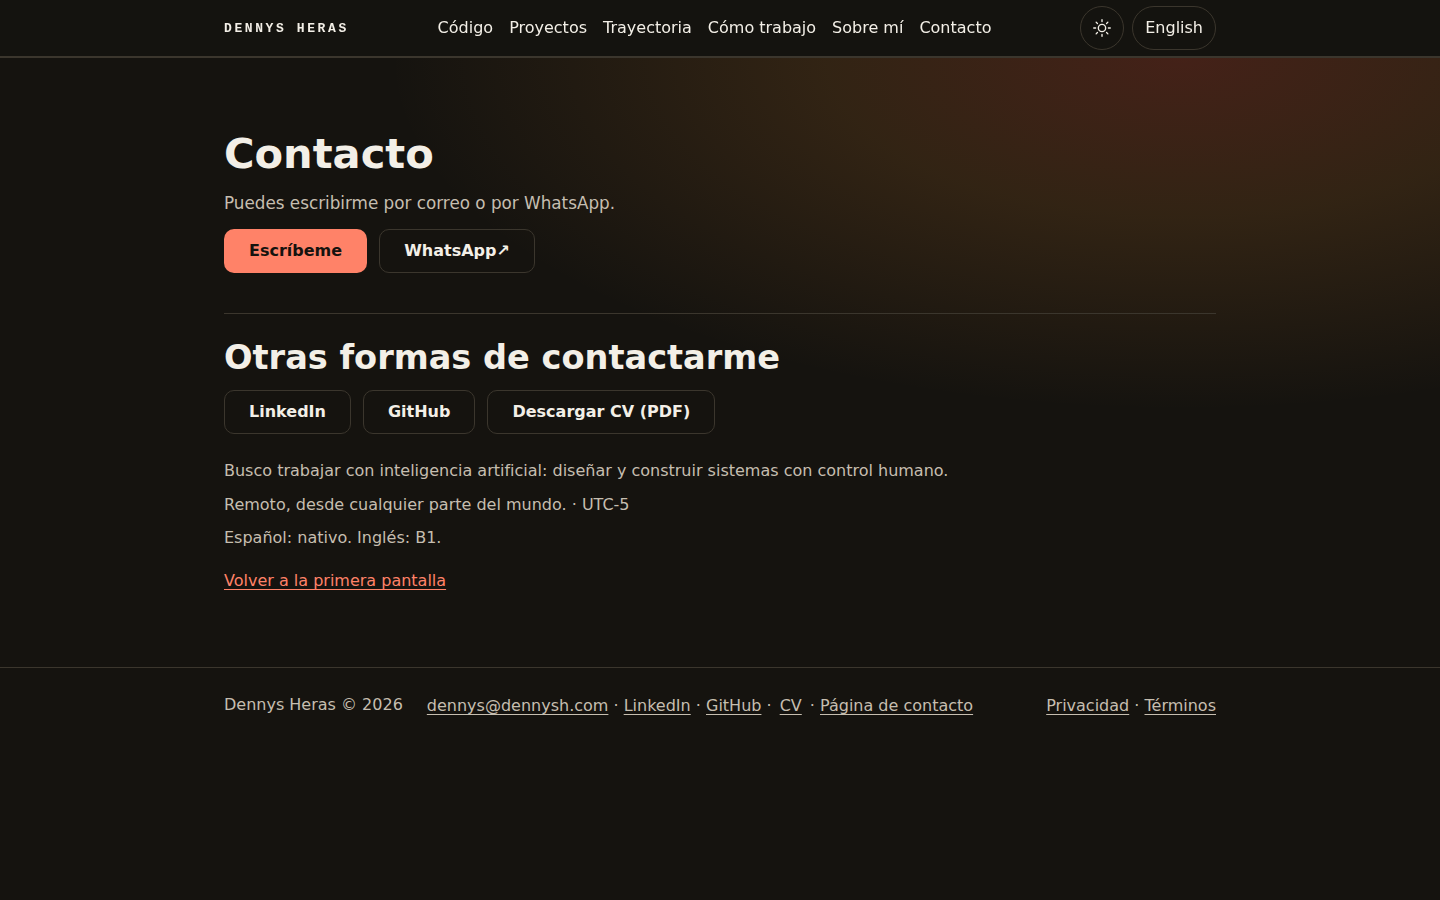 DENNYS HERAS Código Proyectos Trayectoria Cómo trabajo Sobre mí Contacto English
Contacto
Puedes escribirme por correo o por WhatsApp.
Escríbeme WhatsApp↗
Otras formas de contactarme
LinkedIn GitHub Descargar CV (PDF)
Busco trabajar con inteligencia artificial: diseñar y construir sistemas con control humano.
Remoto, desde cualquier parte del mundo. · UTC-5
Español: nativo. Inglés: B1.
Volver a la primera pantalla
Dennys Heras © 2026 dennys@dennysh.com · LinkedIn · GitHub · CV · Página de contacto Privacidad · Términos